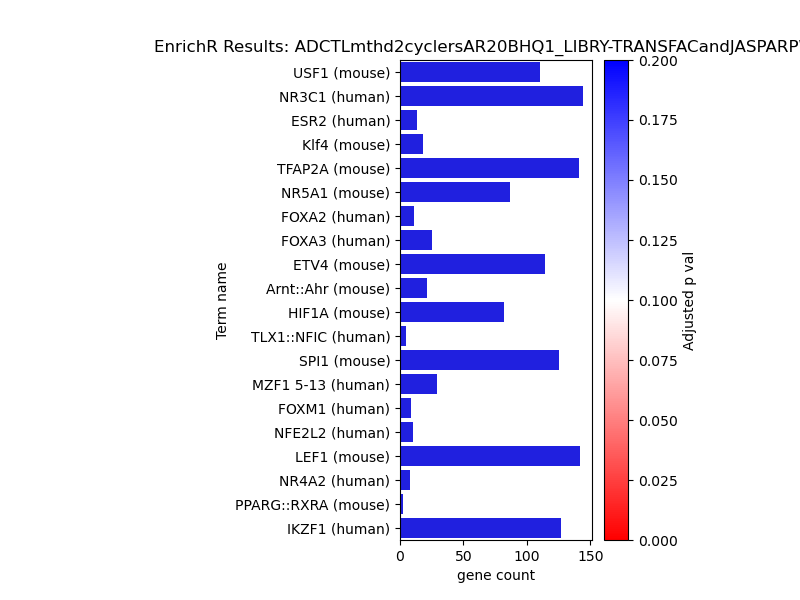 EnrichR Results: ADCTLmthd2cyclersAR20BHQ1_LIBRY-TRANSFACandJASPARP
USF1 (mouse)
NR3C1 (human)
ESR2 (human)
Klf4 (mouse)
TFAP2A (mouse)
NR5A1 (mouse)
FOXA2 (human)
FOXA3 (human)
ETV4 (mouse)
Arnt::Ahr (mouse)
HIF1A (mouse)
TLX1::NFIC (human)
SPI1 (mouse)
MZF1 5-13 (human)
FOXM1 (human)
NFE2L2 (human)
LEF1 (mouse)
NR4A2 (human)
PPARG::RXRA (mouse)
IKZF1 (human)
Term name
0 50 100 150
gene count
0.200
0.175
0.150
0.125
0.100
0.075
0.050
0.025
0.000
Adjusted p val